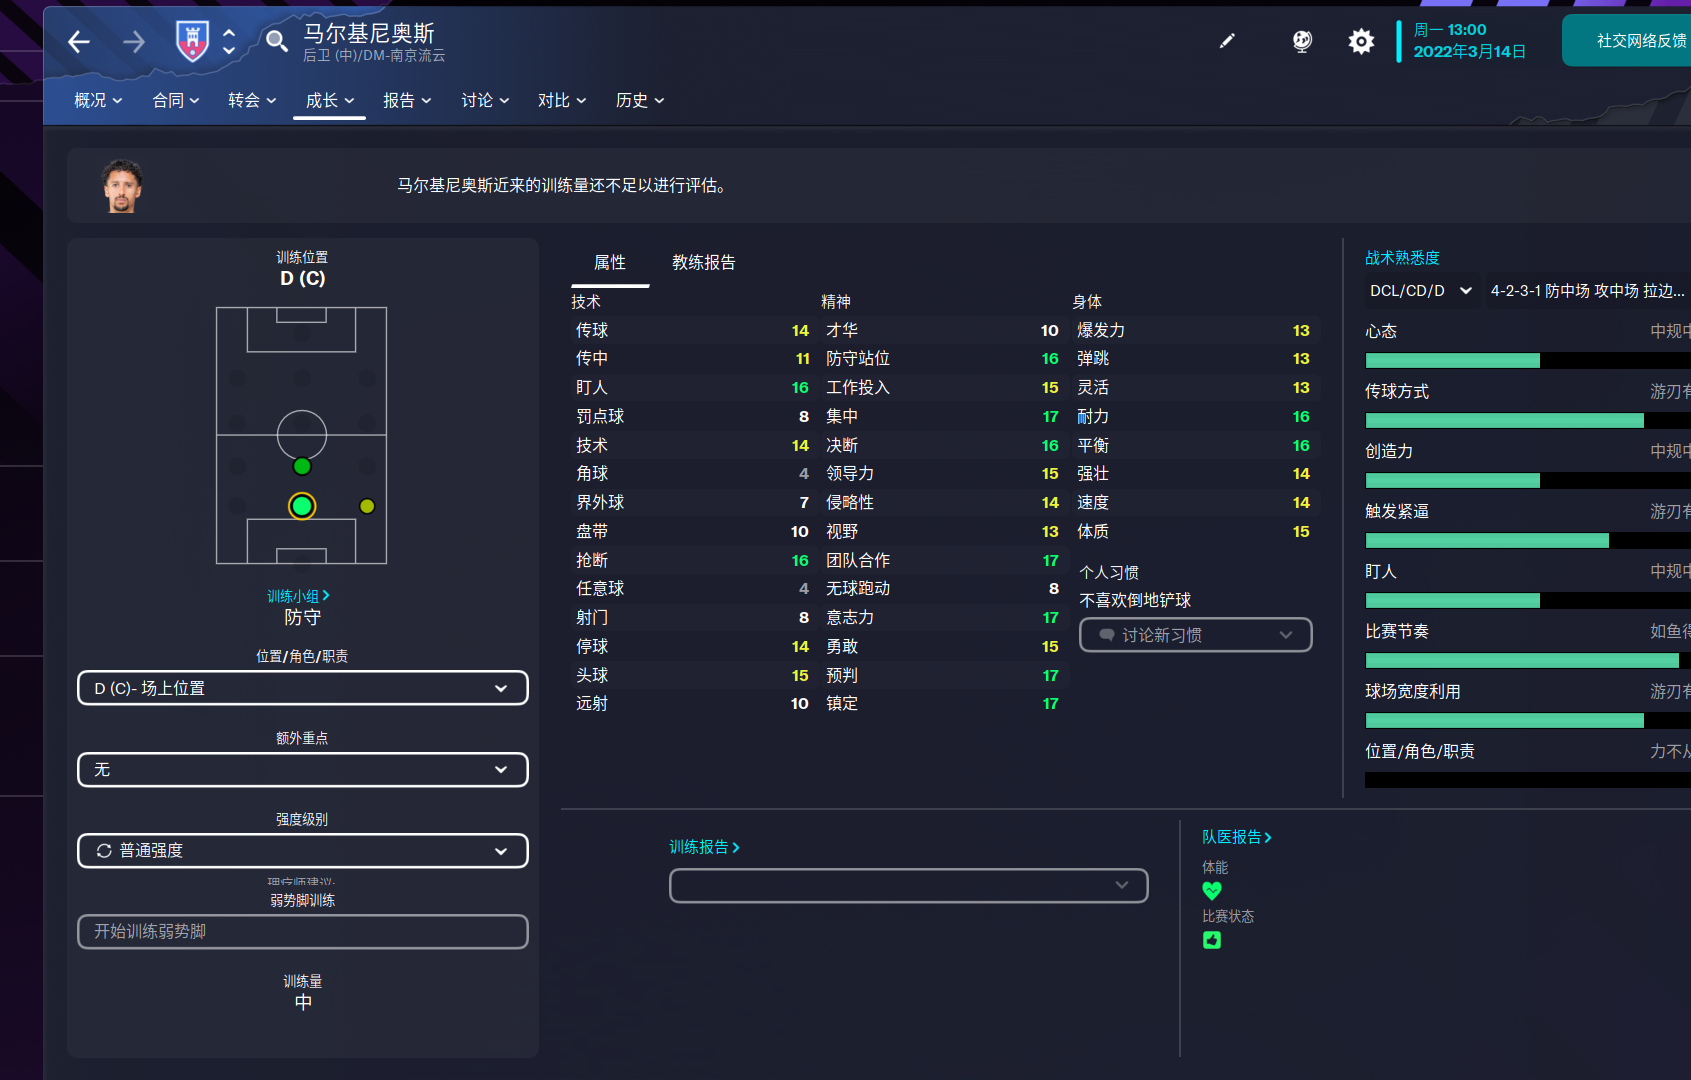 马尔基尼奥斯
后卫 (中)/DM-南京流云
周一 13:00
2022年3月14日
社交网络反馈
概况
合同
转会
成长
报告
讨论
对比
历史
马尔基尼奥斯近来的训练量还不足以进行评估。
训练位置
D (C)
训练小组
防守
位置/角色/职责
D (C)- 场上位置
额外重点
无
强度级别
普通强度
理疗师建议:
弱势脚训练
开始训练弱势脚
训练量
中
属性
教练报告
技术
传球 14
传中 11
盯人 16
罚点球 8
技术 14
角球 4
界外球 7
盘带 10
抢断 16
任意球 4
射门 8
停球 14
头球 15
远射 10
精神
才华 10
防守站位 16
工作投入 15
集中 17
决断 16
领导力 15
侵略性 14
视野 13
团队合作 17
无球跑动 8
意志力 17
勇敢 15
预判 17
镇定 17
身体
爆发力 13
弹跳 13
灵活 13
耐力 16
平衡 16
强壮 14
速度 14
体质 15
个人习惯
不喜欢倒地铲球
讨论新习惯
战术熟悉度
DCL/CD/D
4-2-3-1 防中场 攻中场 拉边...
心态 中规中
传球方式 游刃有
创造力 中规中
触发紧逼 游刃有
盯人 中规中
比赛节奏 如鱼得
球场宽度利用 游刃有
位置/角色/职责 力不从
训练报告
队医报告
体能
比赛状态